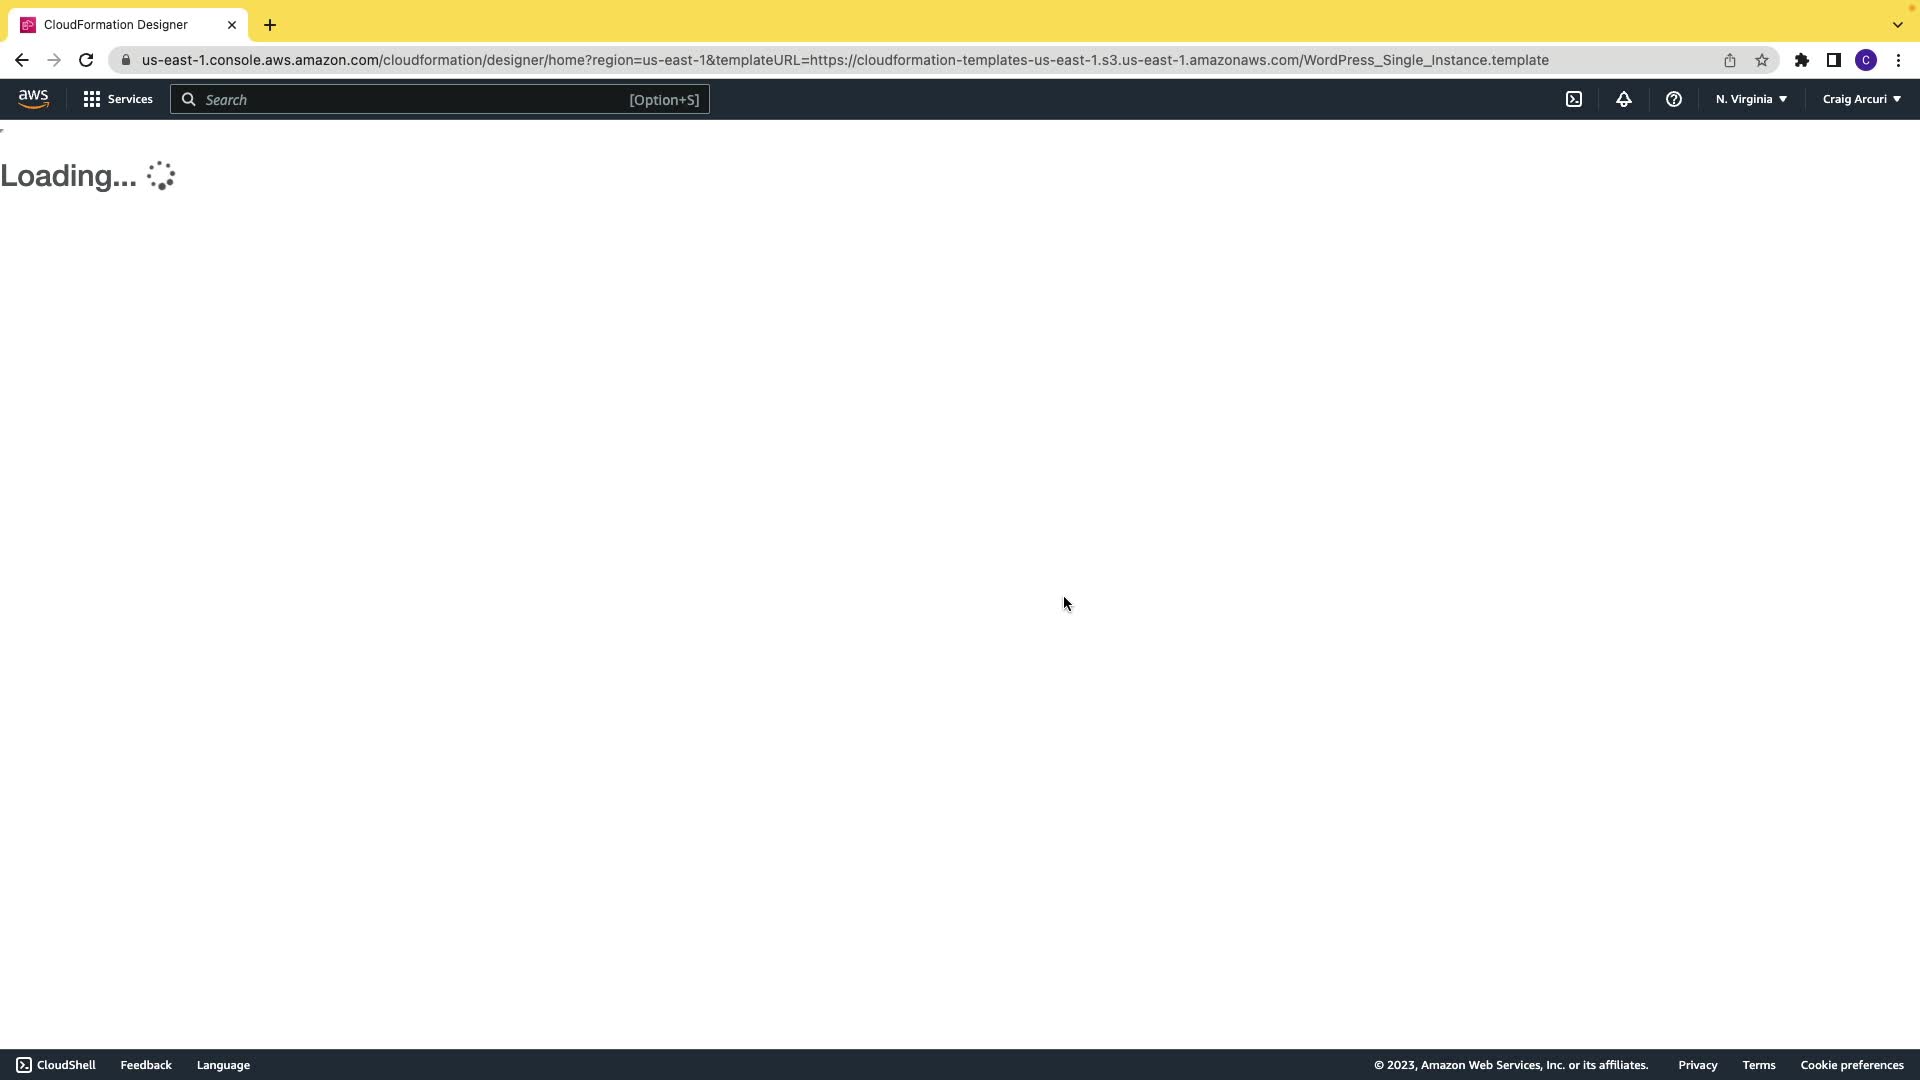 CloudFormation Designer
us-east-1.console.aws.amazon.com/cloudformation/designer/home?region=us-east-1&templateURL=https://cloudformation-templates-us-east-1.s3.us-east-1.amazonaws.com/WordPress_Single_Instance.template
C
aws Services Search [Option+S] N. Virginia Craig Arcuri
Loading...
CloudShell Feedback Language © 2023, Amazon Web Services, Inc. or its affiliates. Privacy Terms Cookie preferences